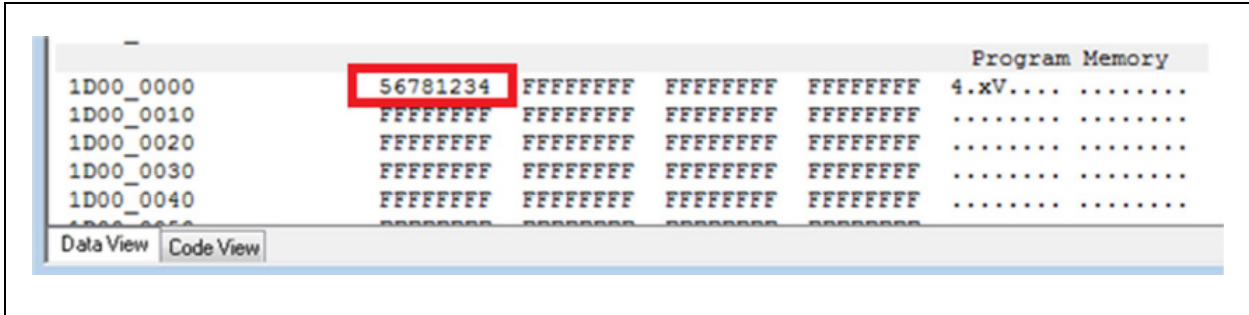 Program Memory
1D00_0000 56781234 FFFFFFFF FFFFFFFF FFFFFFFF 4.xV.... ........
1D00_0010 FFFFFFFF FFFFFFFF FFFFFFFF FFFFFFFF ........ ........
1D00_0020 FFFFFFFF FFFFFFFF FFFFFFFF FFFFFFFF ........ ........
1D00_0030 FFFFFFFF FFFFFFFF FFFFFFFF FFFFFFFF ........ ........
1D00_0040 FFFFFFFF FFFFFFFF FFFFFFFF FFFFFFFF ........ ........
Data View Code View